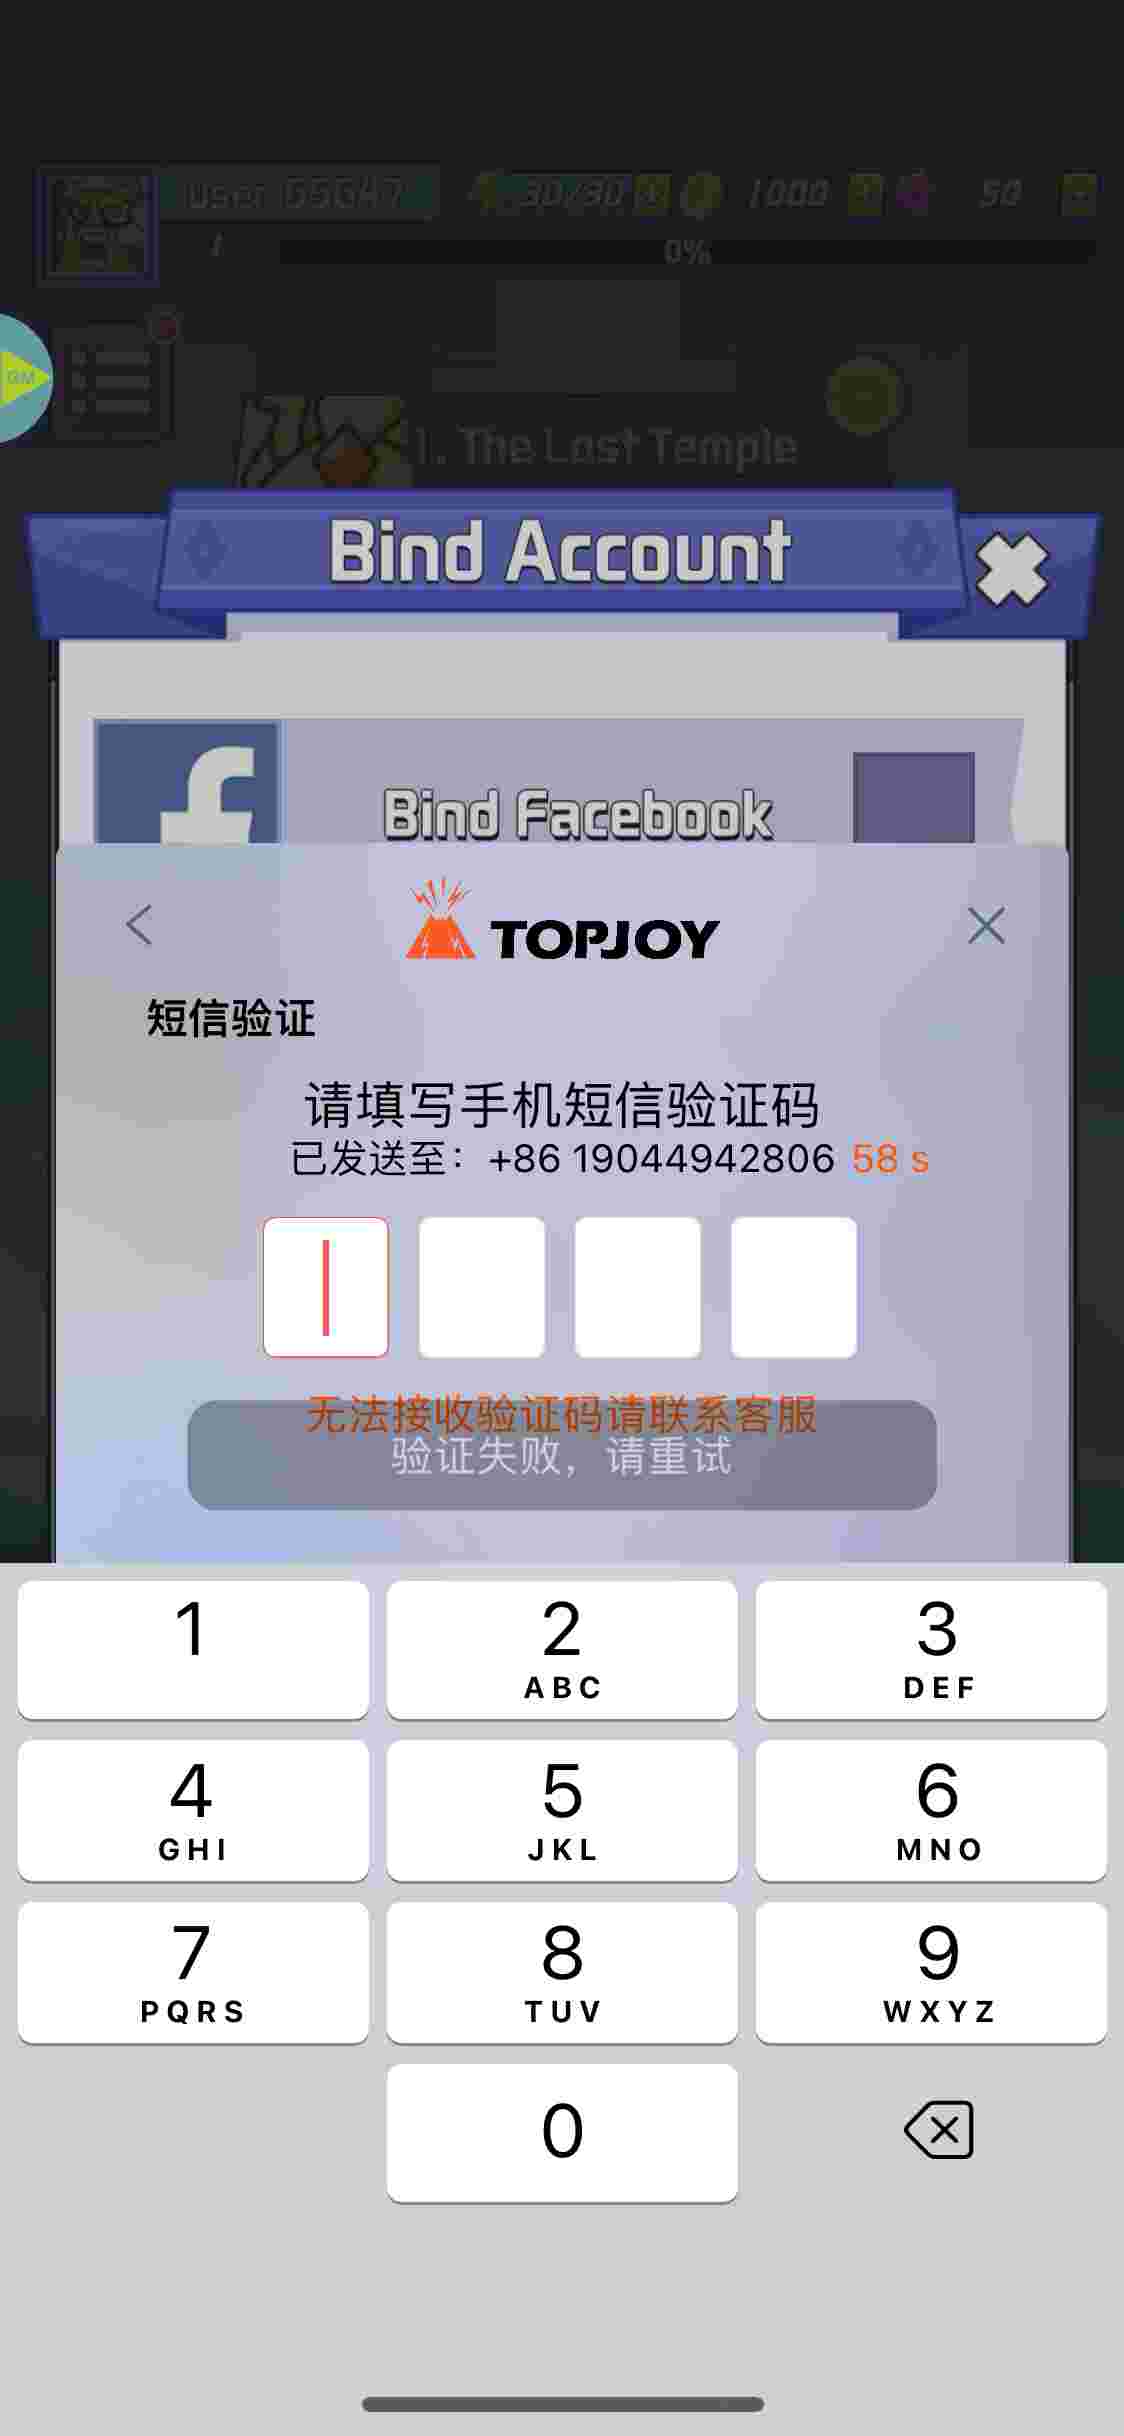 user 65647
30/30
1000
50
1
0%
GM
1. The Lost Temple
Bind Account
Bind Facebook
TOPJOY
短信验证
请填写手机短信验证码
已发送至： +86 19044942806 58 s
无法接收验证码请联系客服
验证失败，请重试
1
2
ABC
3
DEF
4
GHI
5
JKL
6
MNO
7
PQRS
8
TUV
9
WXYZ
0